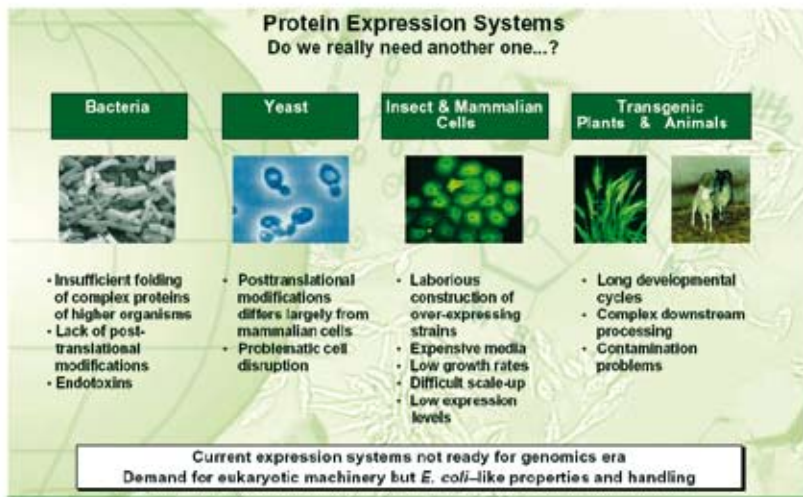 Protein Expression Systems
Do we really need another one...?
Bacteria
Yeast
Insect & Mammalian
Cells
Transgenic
Plants & Animals
• Insufficient folding
of complex proteins
of higher organisms
• Lack of post-
translational
modifications
• Endotoxins
• Posttranslational
modifications
differs largely from
mammalian cells
• Problematic cell
disruption
• Laborious
construction of
over-expressing
strains
• Expensive media
• Low growth rates
• Difficult scale-up
• Low expression
levels
• Long developmental
cycles
• Complex downstream
processing
• Contamination
problems
Current expression systems not ready for genomics era
Demand for eukaryotic machinery but E. coli–like properties and handling